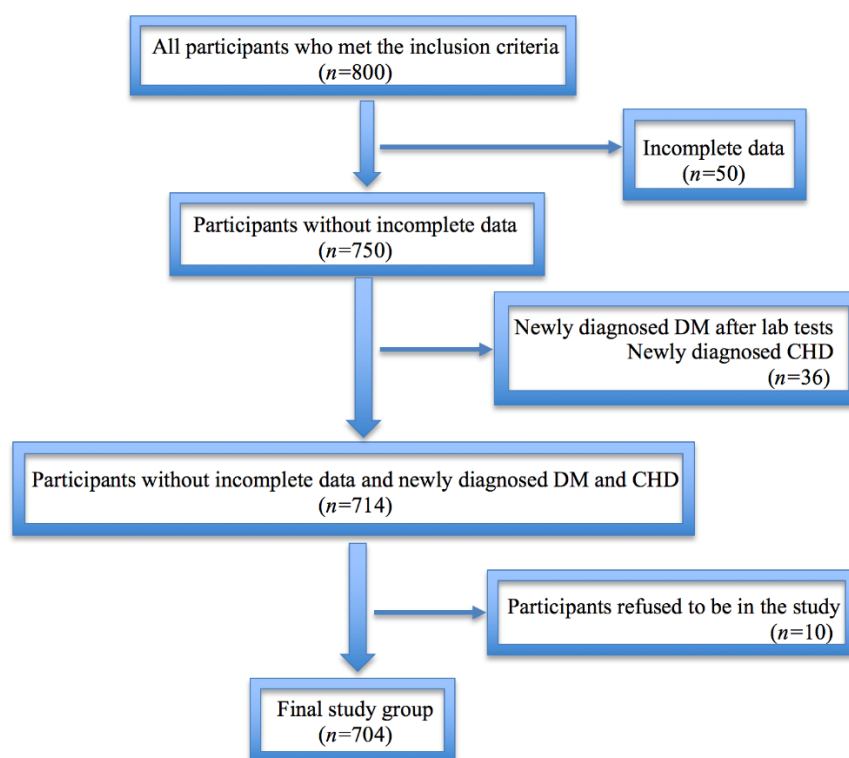 All participants who met the inclusion criteria
(n=800)
Incomplete data
(n=50)
Participants without incomplete data
(n=750)
Newly diagnosed DM after lab tests
Newly diagnosed CHD
(n=36)
Participants without incomplete data and newly diagnosed DM and CHD
(n=714)
Participants refused to be in the study
(n=10)
Final study group
(n=704)